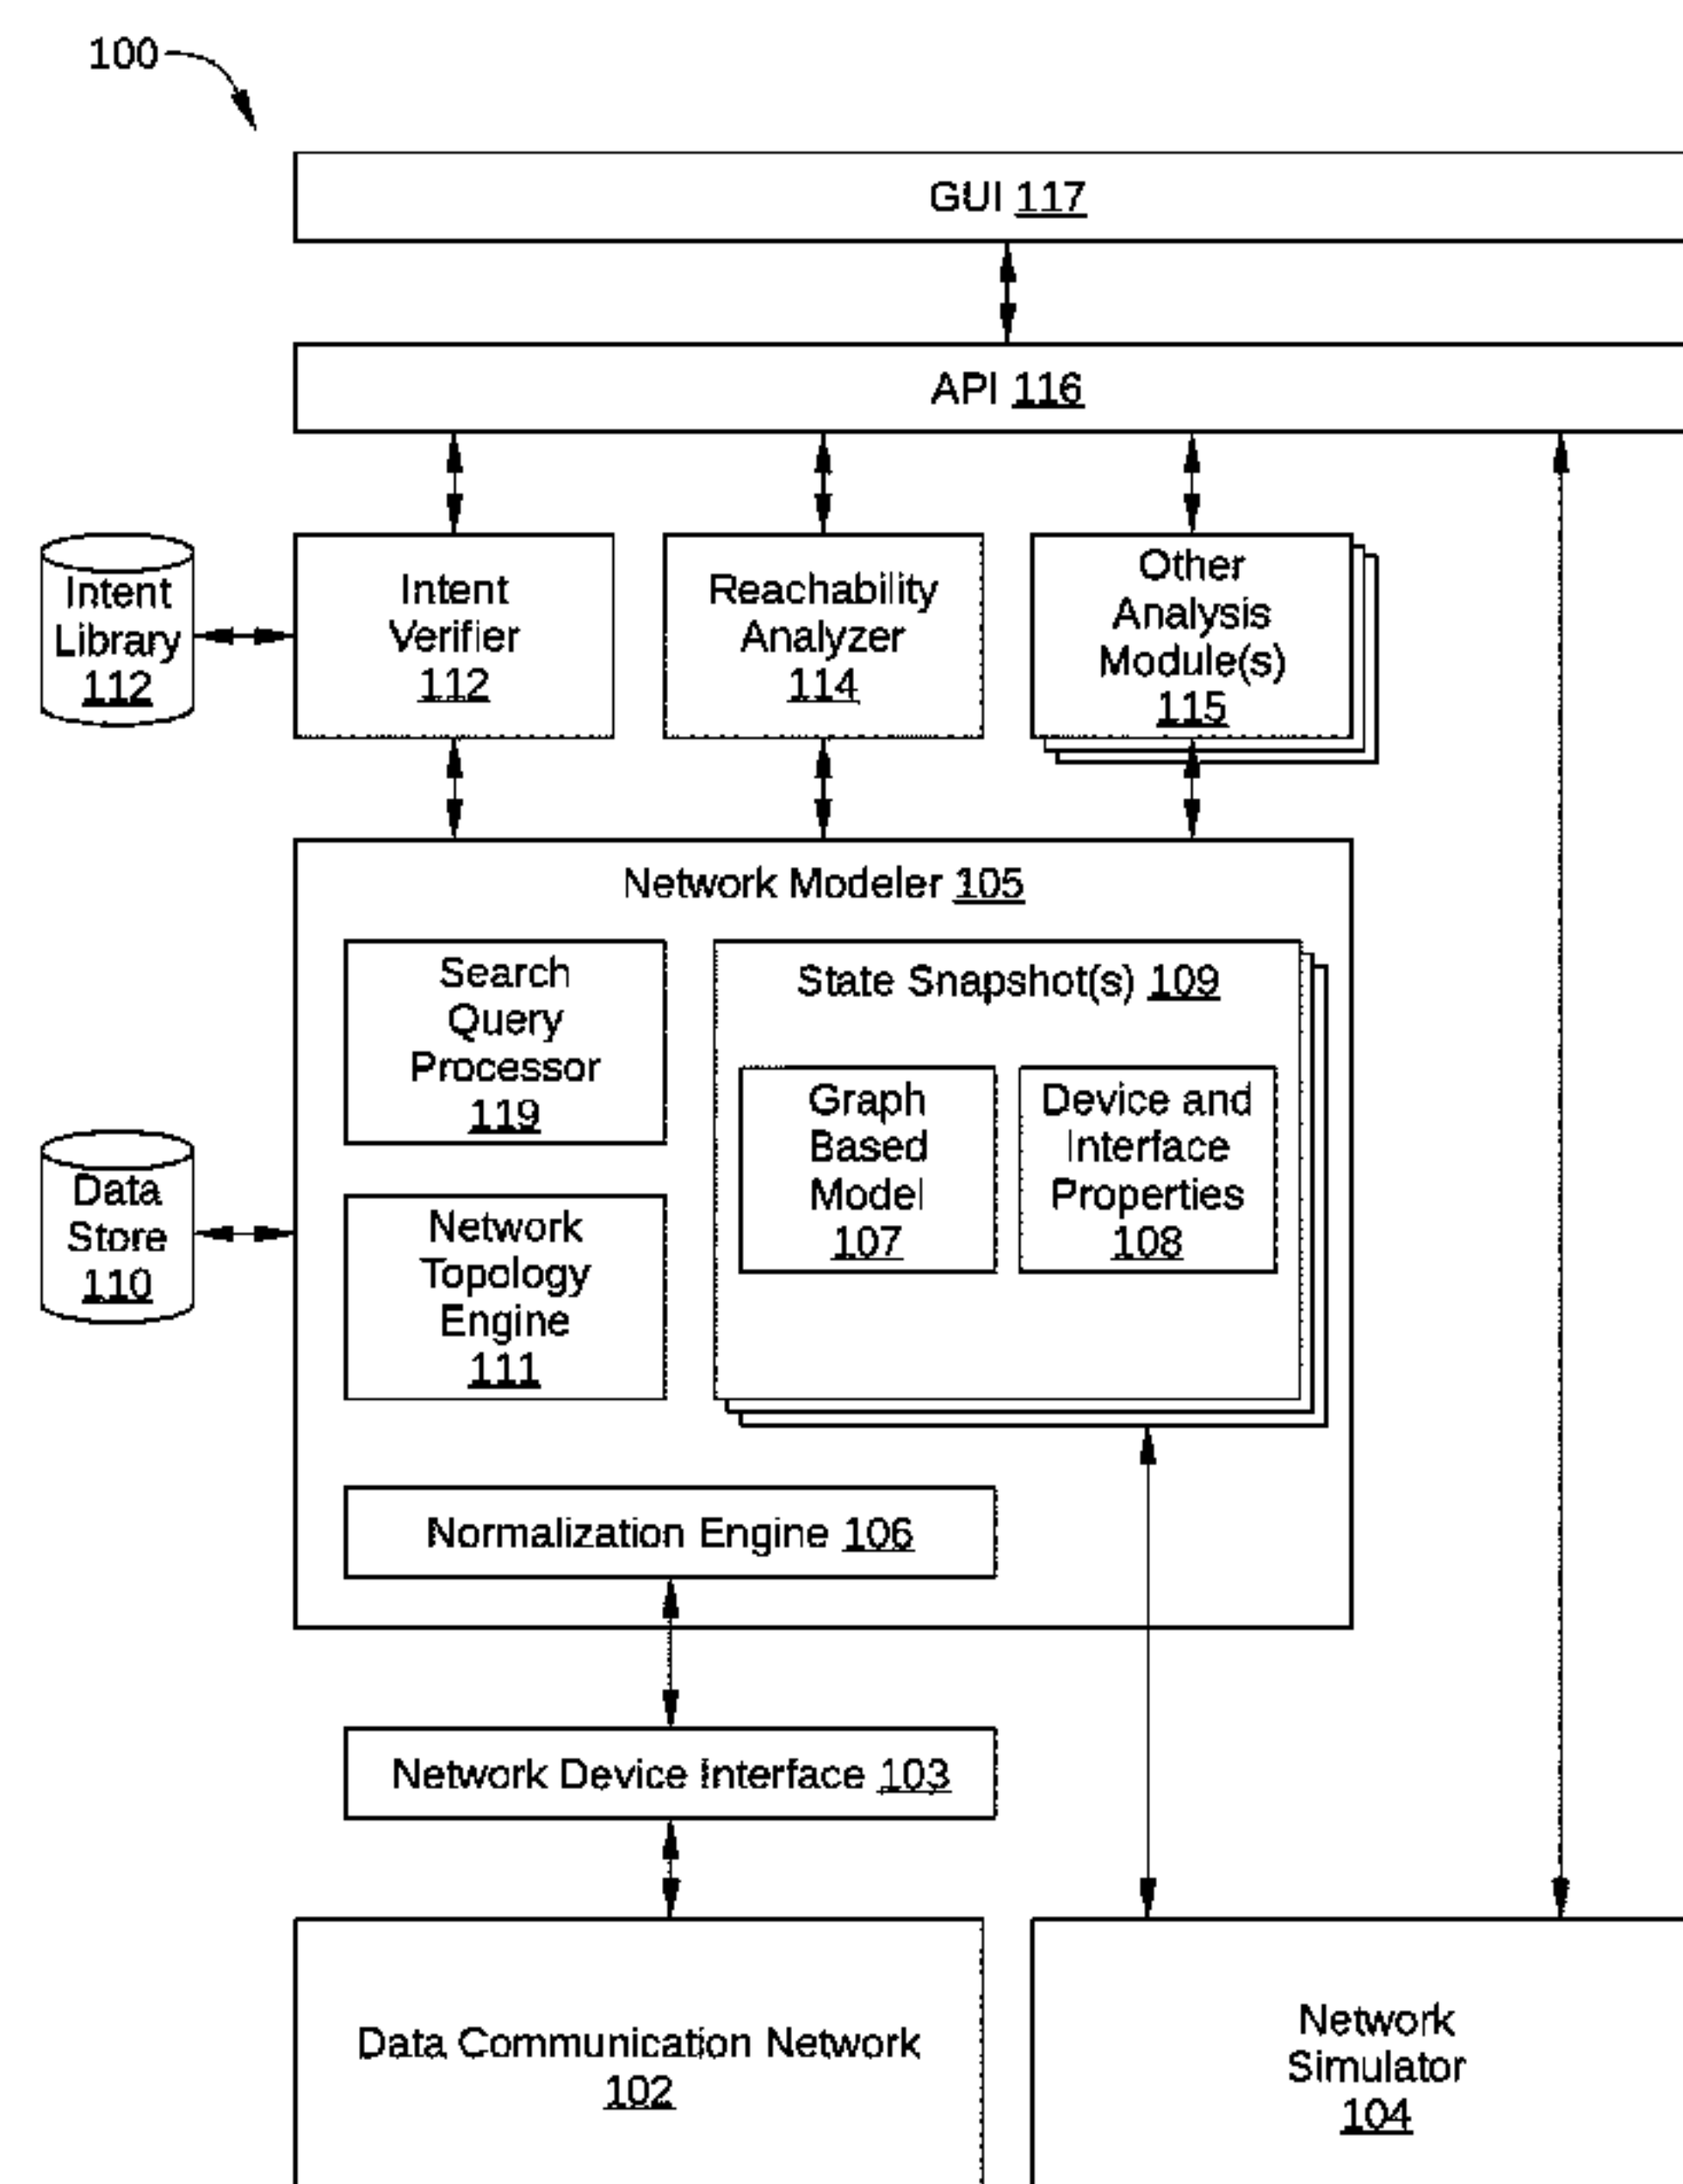 100
GUI 117
API 116
Intent
Library
112
Intent
Verifier
112
Reachability
Analyzer
114
Other
Analysis
Module(s)
115
Network Modeler 105
Search
Query
Processor
119
State Snapshot(s) 109
Graph
Based
Model
107
Device and
Interface
Properties
108
Data
Store
110
Network
Topology
Engine
111
Normalization Engine 106
Network Device Interface 103
Data Communication Network
102
Network
Simulator
104